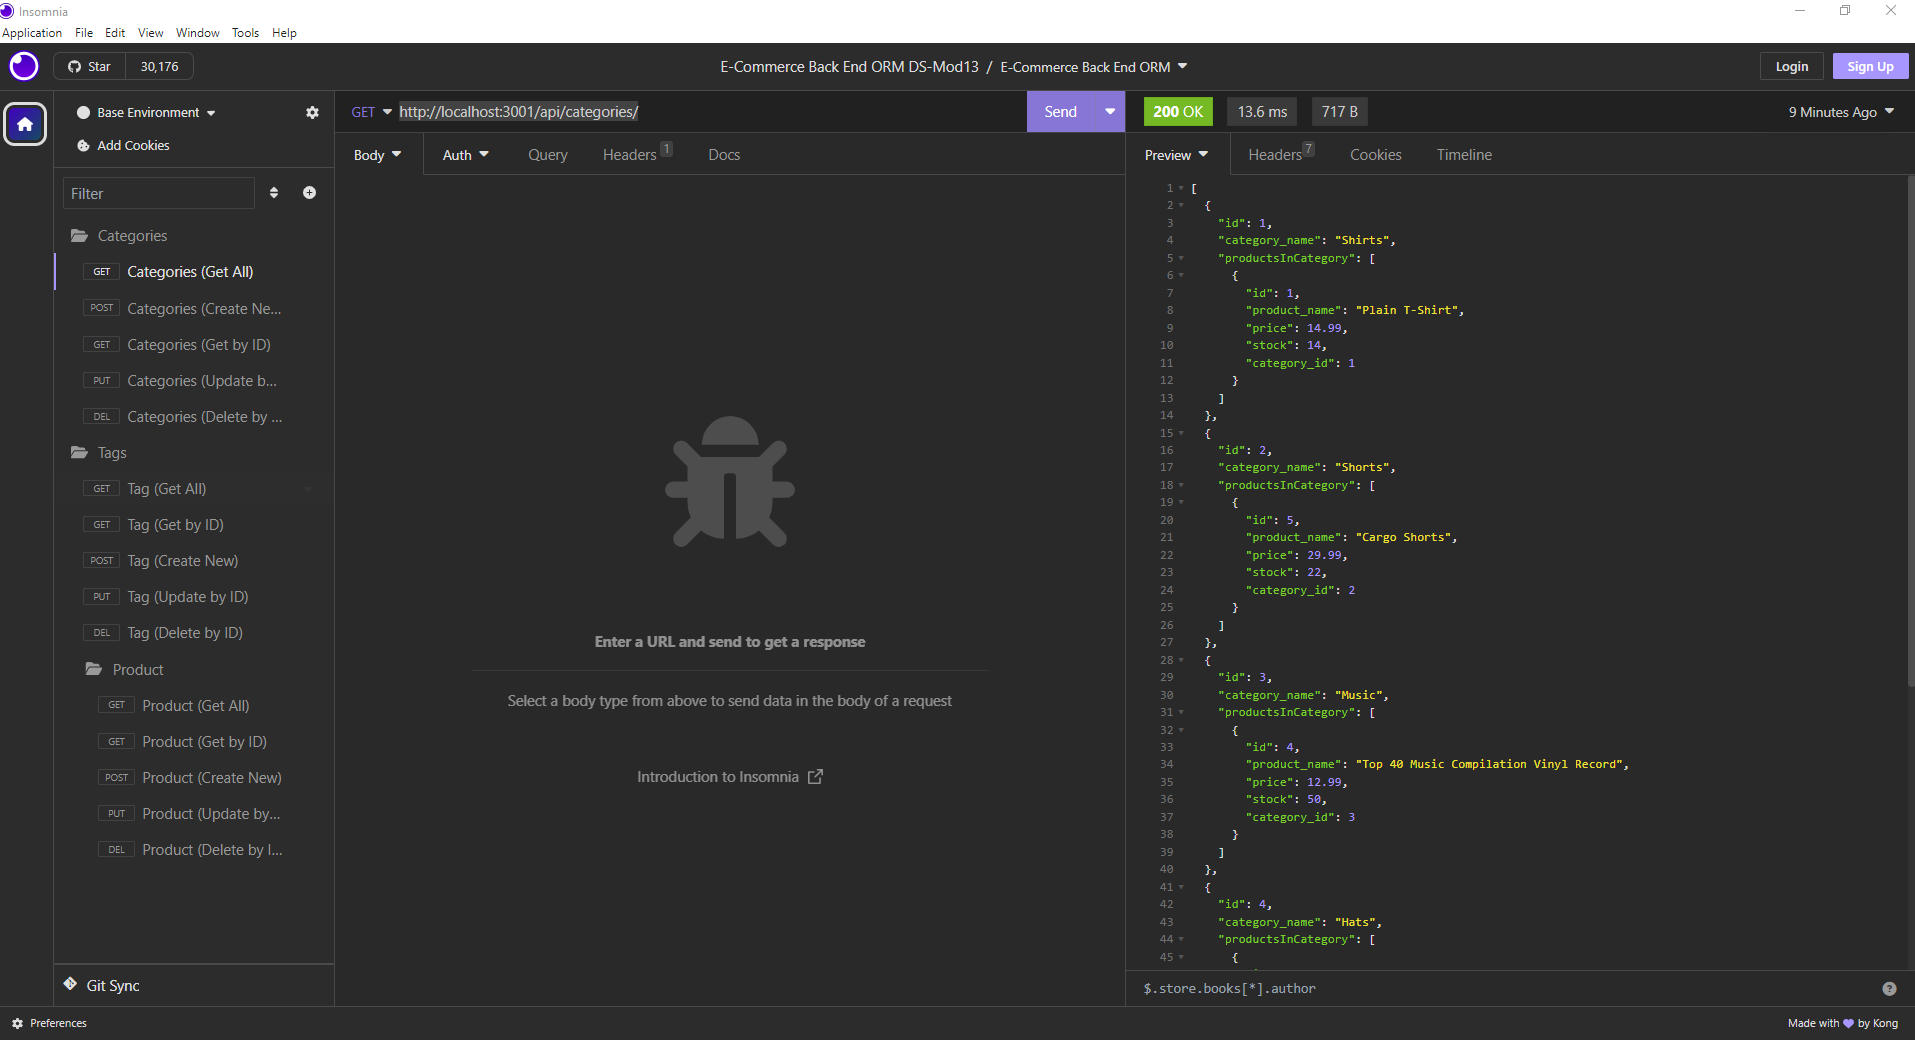 Insomnia
Application File Edit View Window Tools Help
Star 30,176
E-Commerce Back End ORM DS-Mod13 / E-Commerce Back End ORM
Login Sign Up
Base Environment
Add Cookies
Filter
Categories
GET Categories (Get All)
POST Categories (Create Ne...
GET Categories (Get by ID)
PUT Categories (Update b...
DEL Categories (Delete by ...
Tags
GET Tag (Get All)
GET Tag (Get by ID)
POST Tag (Create New)
PUT Tag (Update by ID)
DEL Tag (Delete by ID)
Product
GET Product (Get All)
GET Product (Get by ID)
POST Product (Create New)
PUT Product (Update by...
DEL Product (Delete by I...
Git Sync
GET http://localhost:3001/api/categories/ Send
Body Auth Query Headers 1 Docs
Enter a URL and send to get a response
Select a body type from above to send data in the body of a request
Introduction to Insomnia
200 OK 13.6 ms 717 B 9 Minutes Ago
Preview Headers 7 Cookies Timeline
1 [
2 {
3 "id": 1,
4 "category_name": "Shirts",
5 "productsInCategory": [
6 {
7 "id": 1,
8 "product_name": "Plain T-Shirt",
9 "price": 14.99,
10 "stock": 14,
11 "category_id": 1
12 }
13 ]
14 },
15 {
16 "id": 2,
17 "category_name": "Shorts",
18 "productsInCategory": [
19 {
20 "id": 5,
21 "product_name": "Cargo Shorts",
22 "price": 29.99,
23 "stock": 22,
24 "category_id": 2
25 }
26 ]
27 },
28 {
29 "id": 3,
30 "category_name": "Music",
31 "productsInCategory": [
32 {
33 "id": 4,
34 "product_name": "Top 40 Music Compilation Vinyl Record",
35 "price": 12.99,
36 "stock": 50,
37 "category_id": 3
38 }
39 ]
40 },
41 {
42 "id": 4,
43 "category_name": "Hats",
44 "productsInCategory": [
45 {
$.store.books[*].author
Preferences
Made with 💜 by Kong